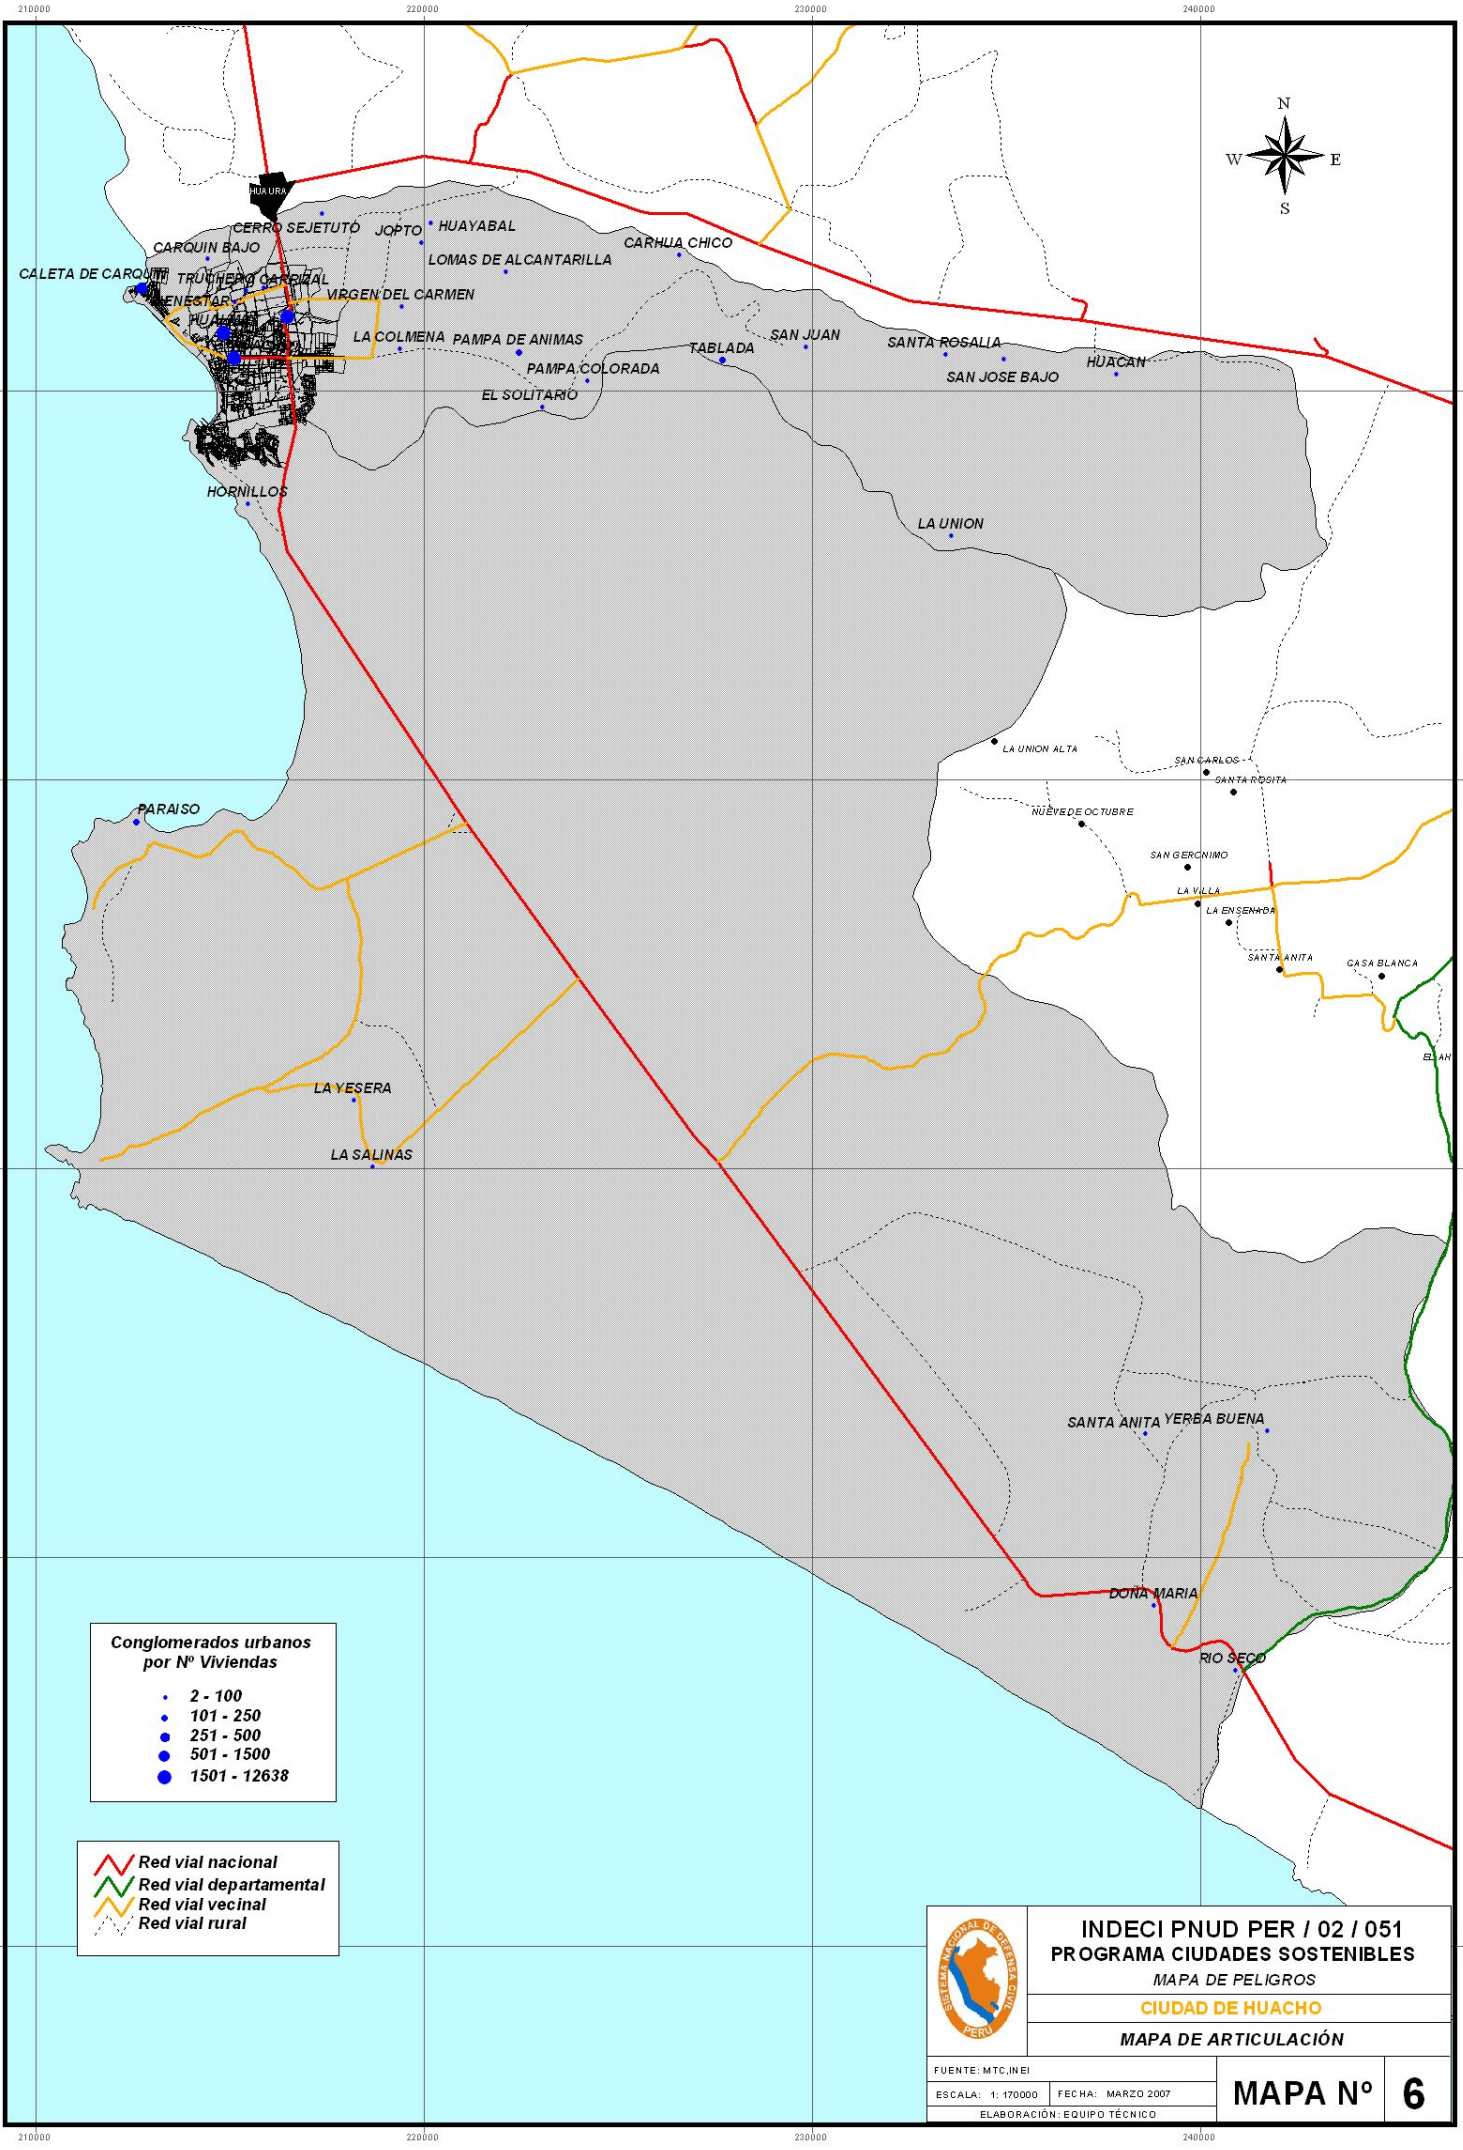 210000
220000
230000
240000
N
W
E
S
HUAURA
CERRO SEJETUTÓ
JOPTO
HUAYABAL
CARQUIN BAJO
CARHUA CHICO
LOMAS DE ALCANTARILLA
CALETA DE CARQUIN
TRUCHERO CARRIZAL
VIRGEN DEL CARMEN
LA COLMENA
PAMPA DE ANIMAS
SAN JUAN
TABLADA
SANTA ROSALIA
PAMPA COLORADA
HUACAN
SAN JOSE BAJO
EL SOLITARIO
HORNILLOS
LA UNION
LA UNION ALTA
SAN CARLOS
SANTA ROSITA
PARAISO
NUEVE DE OCTUBRE
SAN GERONIMO
LA VILLA
LA ENSENADA
SANTA ANITA
CASA BLANCA
EL AH
LA YESERA
LA SALINAS
SANTA ANITA
YERBA BUENA
DONA MARIA
RIO SECO
Conglomerados urbanos
por Nº Viviendas
2 - 100
101 - 250
251 - 500
501 - 1500
1501 - 12638
Red vial nacional
Red vial departamental
Red vial vecinal
Red vial rural
SISTEMA NACIONAL DE DEFENSA CIVIL
PERÚ
INDECI PNUD PER / 02 / 051
PROGRAMA CIUDADES SOSTENIBLES
MAPA DE PELIGROS
CIUDAD DE HUACHO
MAPA DE ARTICULACIÓN
FUENTE: MTC,INEI
ESCALA: 1: 170000
FECHA: MARZO 2007
ELABORACIÓN: EQUIPO TÉCNICO
MAPA Nº
6
210000
220000
230000
240000